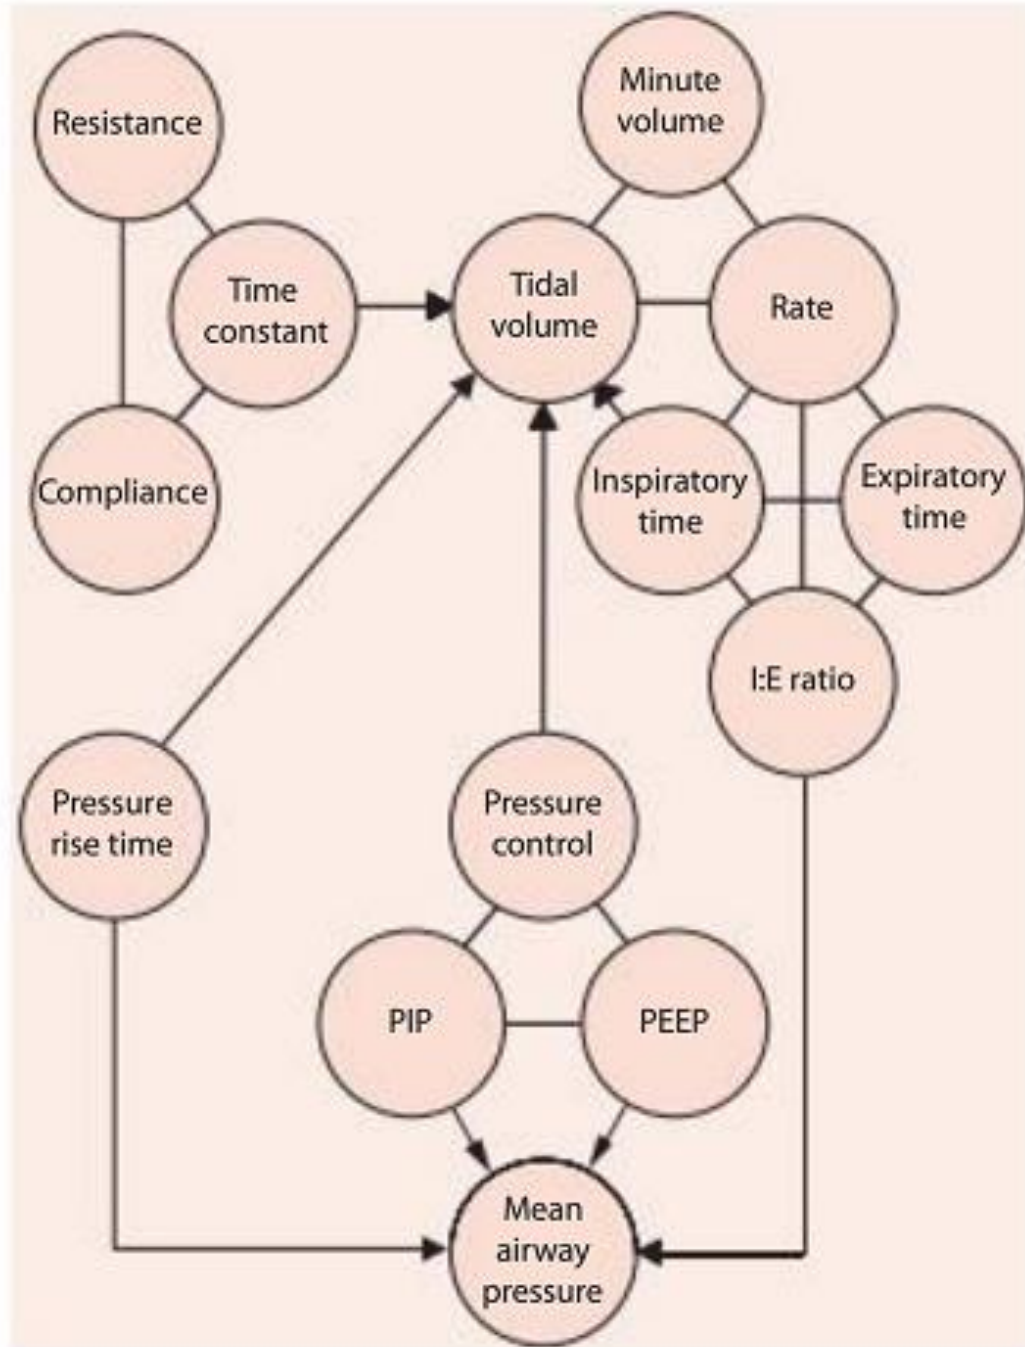 Resistance
Minute
volume
Time
constant
Tidal
volume
Rate
Compliance
Inspiratory
time
Expiratory
time
I:E ratio
Pressure
rise time
Pressure
control
PIP
PEEP
Mean
airway
pressure